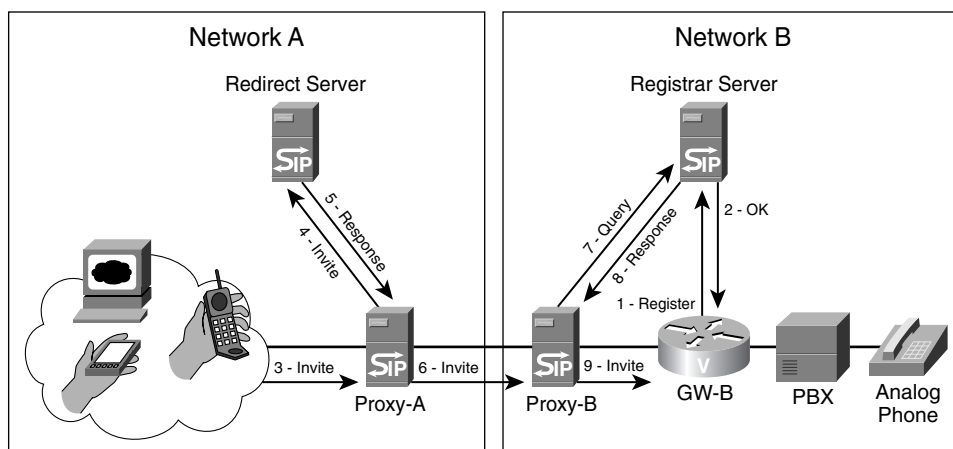 Network A
Network B
Redirect Server
Registrar Server
SIP
SIP
5 - Response
4 - Invite
7 - Query
8 - Response
2 - OK
1 - Register
3 - Invite
SIP
6 - Invite
SIP
9 - Invite
V
Proxy-A
Proxy-B
GW-B
PBX
Analog
Phone